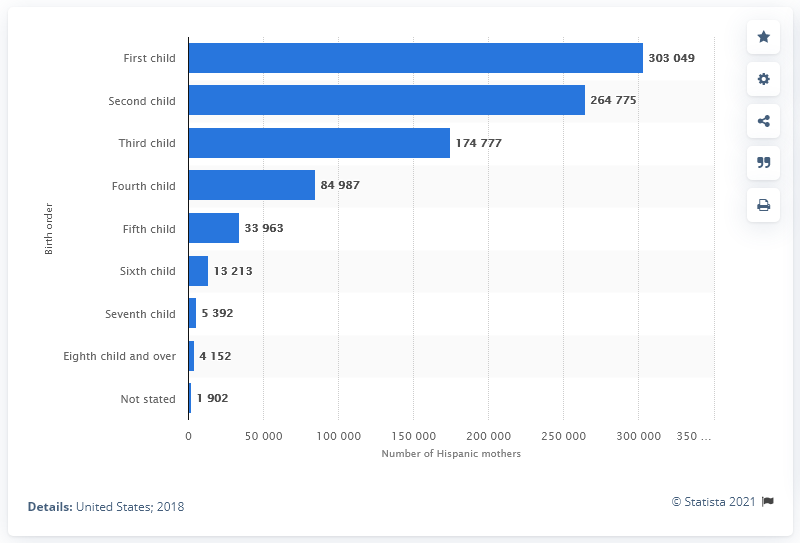 First child
303 049
Second child
264 775
Third child
174 777
Fourth child
84 987
Fifth child
33 963
Sixth child
13 213
Seventh child
5 392
Eighth child and over
4 152
Not stated
1 902
Birth order
0 50 000 100 000 150 000 200 000 250 000 300 000 350 ...
Number of Hispanic mothers
Details: United States; 2018
© Statista 2021